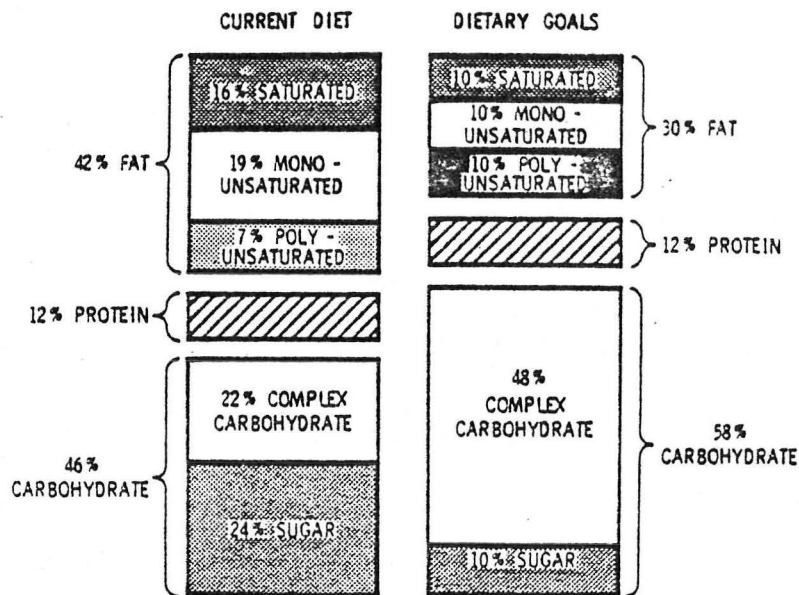 CURRENT DIET
DIETARY GOALS
16% SATURATED
19% MONO -
UNSATURATED
7% POLY -
UNSATURATED
42% FAT
12% PROTEIN
22% COMPLEX
CARBOHYDRATE
24% SUGAR
46%
CARBOHYDRATE
10% SATURATED
10% MONO -
UNSATURATED
10% POLY -
UNSATURATED
30% FAT
12% PROTEIN
48%
COMPLEX
CARBOHYDRATE
10% SUGAR
58%
CARBOHYDRATE